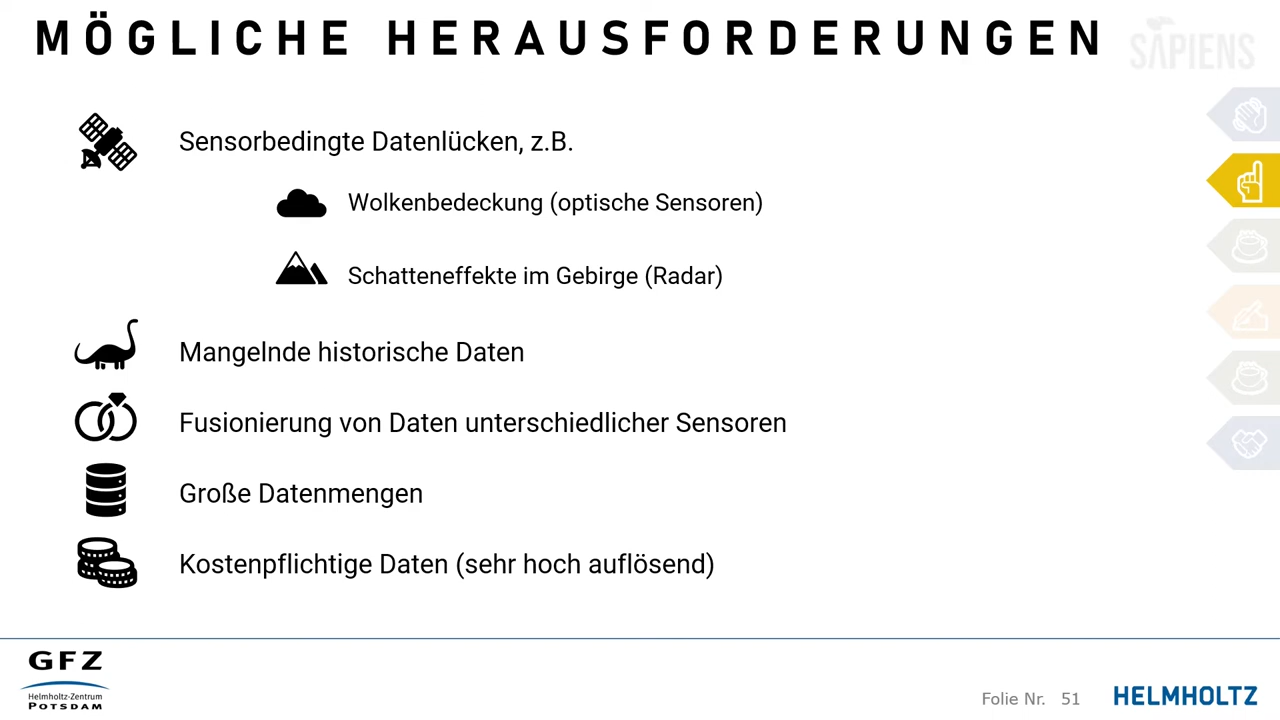 MÖGLICHE HERAUSFORDERUNGEN
SAPIENS
Sensorbedingte Datenlücken, z.B.
Wolkenbedeckung (optische Sensoren)
Schatteneffekte im Gebirge (Radar)
Mangelnde historische Daten
Fusionierung von Daten unterschiedlicher Sensoren
Große Datenmengen
Kostenpflichtige Daten (sehr hoch auflösend)
GFZ
Helmholtz-Zentrum
POTSDAM
Folie Nr. 51
HELMHOLTZ